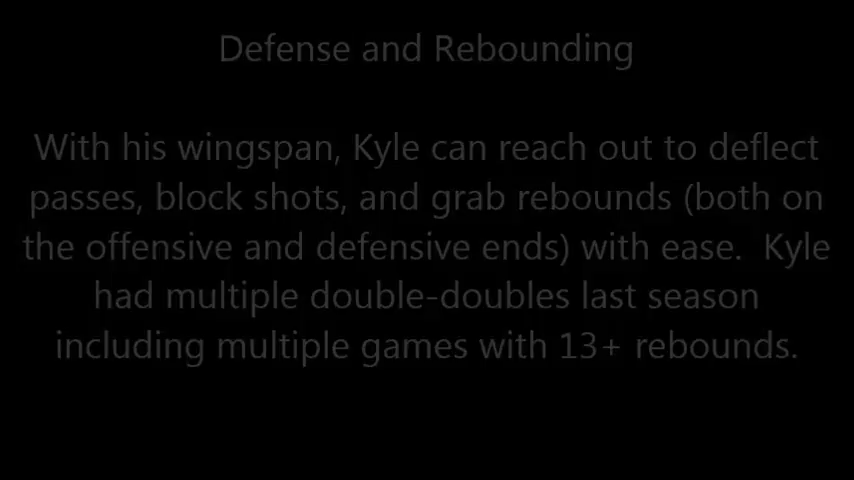 Defense and Rebounding
With his wingspan, Kyle can reach out to deflect
passes, block shots, and grab rebounds (both on
the offensive and defensive ends) with ease.  Kyle
had multiple double-doubles last season
including multiple games with 13+ rebounds.